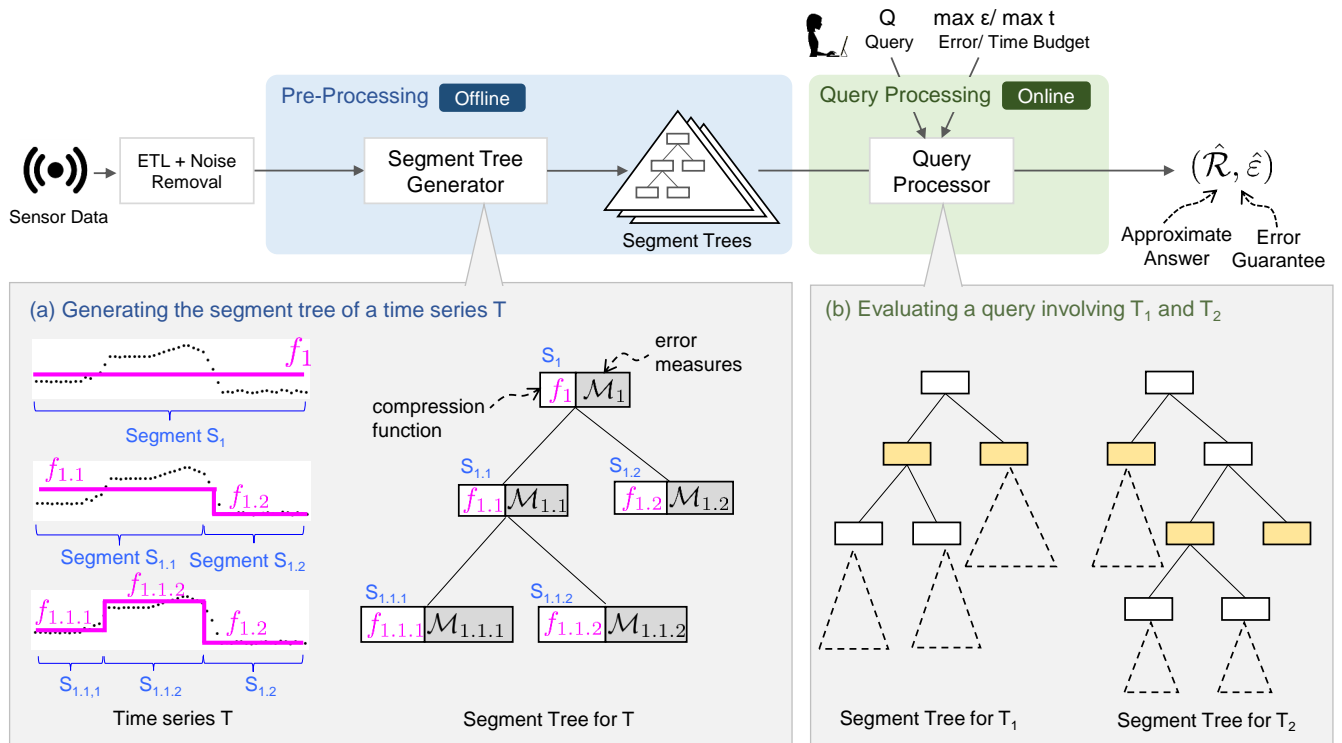 Q
max ε/ max t
Query
Error/ Time Budget
Pre-Processing
Offline
Query Processing
Online
Sensor Data
ETL + Noise
Removal
Segment Tree
Generator
Segment Trees
Query
Processor
(R̂, ε̂)
Approximate
Answer
Error
Guarantee
(a) Generating the segment tree of a time series T
f₁
Segment S₁
f₁.₁
f₁.₂
Segment S₁.₁
Segment S₁.₂
f₁.₁.₁
f₁.₁.₂
f₁.₂
S₁.₁,₁
S₁.₁.₂
S₁.₂
Time series T
error
measures
compression
function
S₁
f₁ M₁
S₁.₁
f₁.₁ M₁.₁
S₁.₂
f₁.₂ M₁.₂
S₁.₁.₁
f₁.₁.₁ M₁.₁.₁
S₁.₁.₂
f₁.₁.₂ M₁.₁.₂
Segment Tree for T
(b) Evaluating a query involving T₁ and T₂
Segment Tree for T₁
Segment Tree for T₂